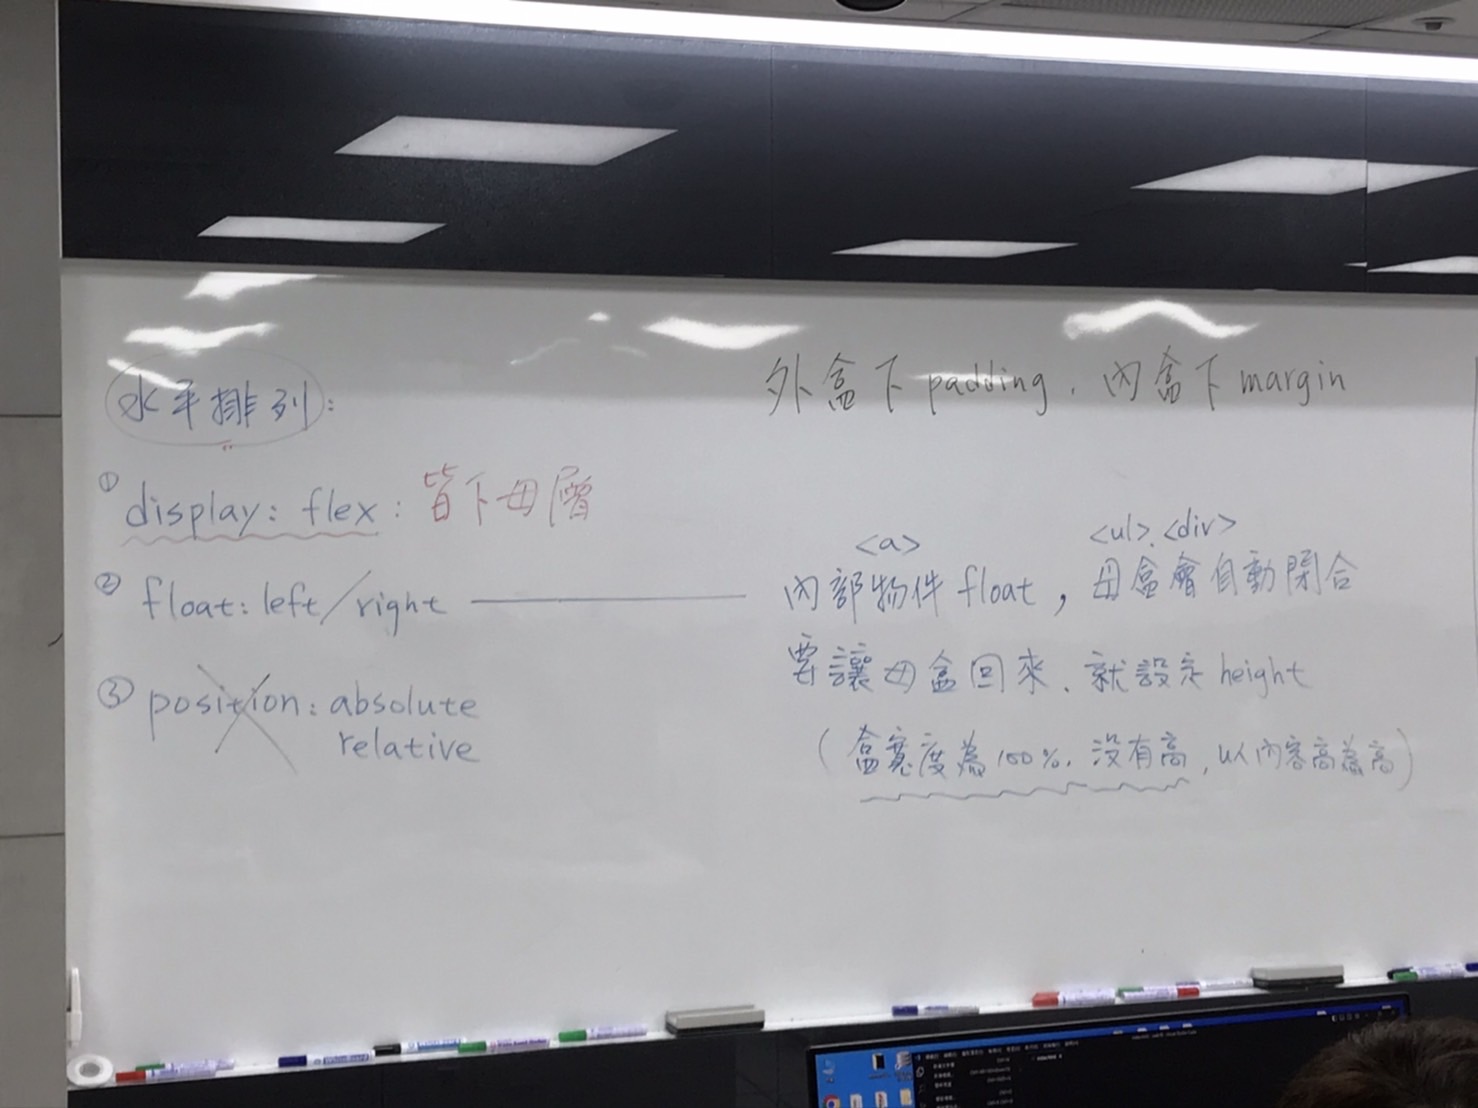 水平排列:
① display: flex: 皆下母層
② float: left/right
③ position: absolute
relative
外盒下 padding, 內盒下 margin
<a> <ul>、<div>
內部物件 float, 母盒會自動閉合
要讓母盒回來、就設定 height
(盒寬度為100%, 沒有高, 以內容高為高)